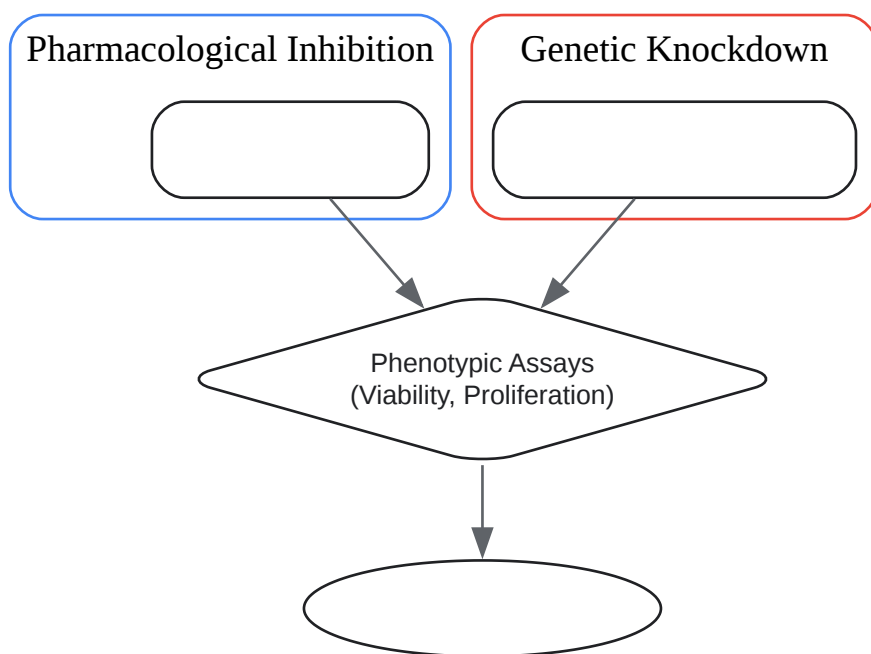 Pharmacological Inhibition
Genetic Knockdown
Phenotypic Assays
(Viability, Proliferation)